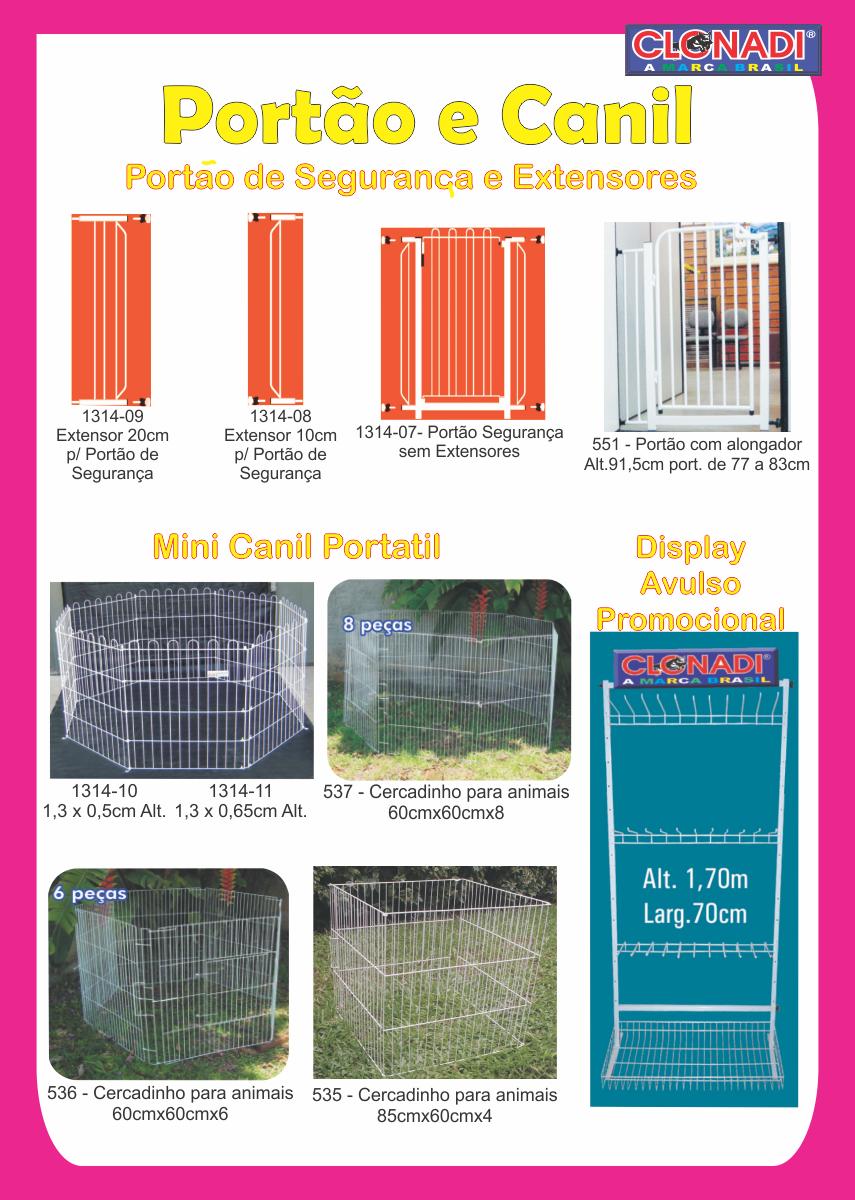 CLONADI®
A MARCA BRASIL
Portão e Canil
Portão de Segurança e Extensores
1314-09
Extensor 20cm
p/ Portão de
Segurança
1314-08
Extensor 10cm
p/ Portão de
Segurança
1314-07- Portão Segurança
sem Extensores
551 - Portão com alongador
Alt.91,5cm port. de 77 a 83cm
Mini Canil Portatil
8 peças
1314-10
1,3 x 0,5cm Alt.
1314-11
1,3 x 0,65cm Alt.
537 - Cercadinho para animais
60cmx60cmx8
6 peças
536 - Cercadinho para animais
60cmx60cmx6
535 - Cercadinho para animais
85cmx60cmx4
Display
Avulso
Promocional
CLONADI®
A MARCA BRASIL
Alt. 1,70m
Larg.70cm